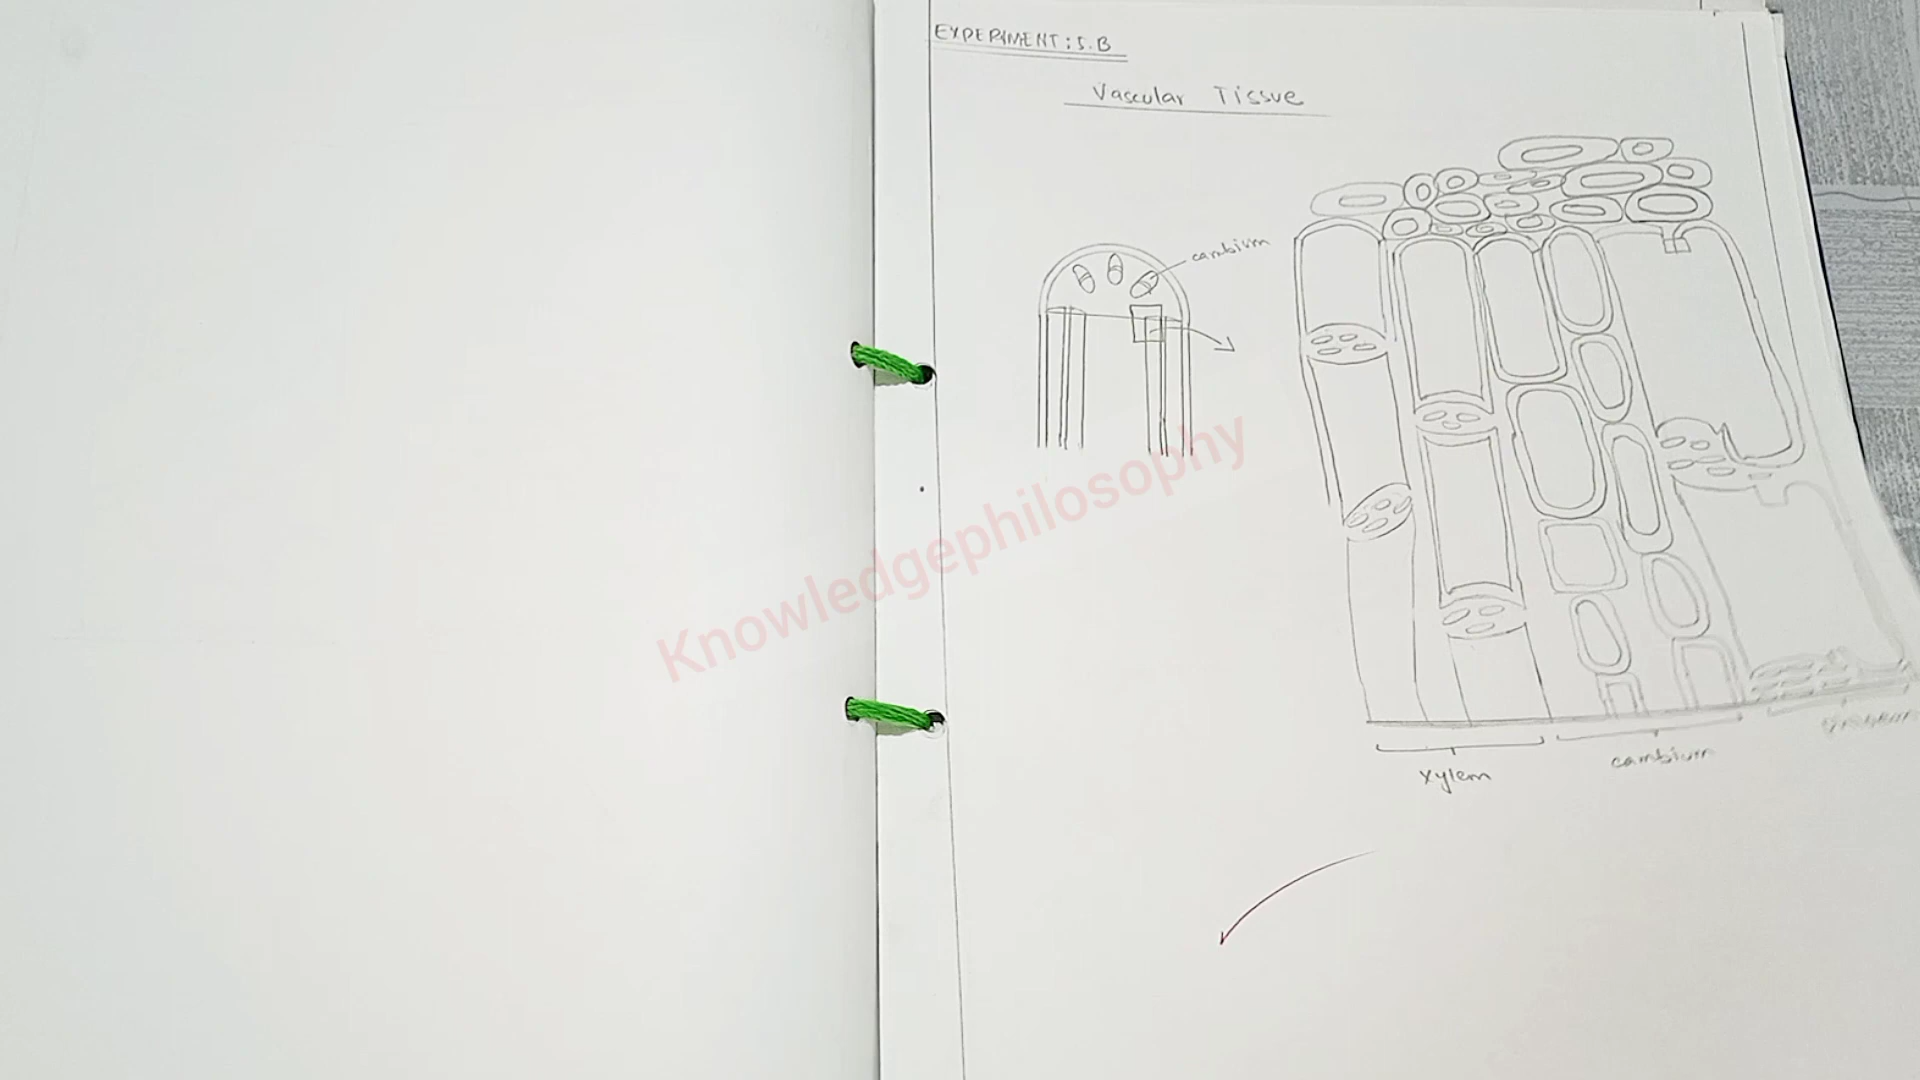 EXPERIMENT: 5.B
Vascular Tissue
cambium
Knowledgephilosophy
xylem
cambium